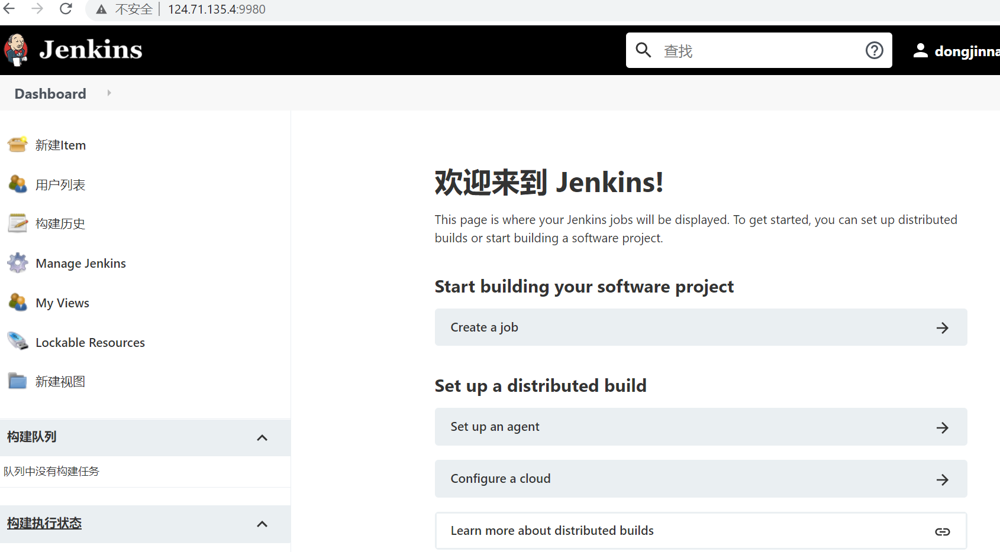 不安全 124.71.135.4:9980
Jenkins
查找
dongjinna
Dashboard
新建Item
用户列表
构建历史
Manage Jenkins
My Views
Lockable Resources
新建视图
构建队列
队列中没有构建任务
构建执行状态
欢迎来到 Jenkins!
This page is where your Jenkins jobs will be displayed. To get started, you can set up distributed
builds or start building a software project.
Start building your software project
Create a job
Set up a distributed build
Set up an agent
Configure a cloud
Learn more about distributed builds